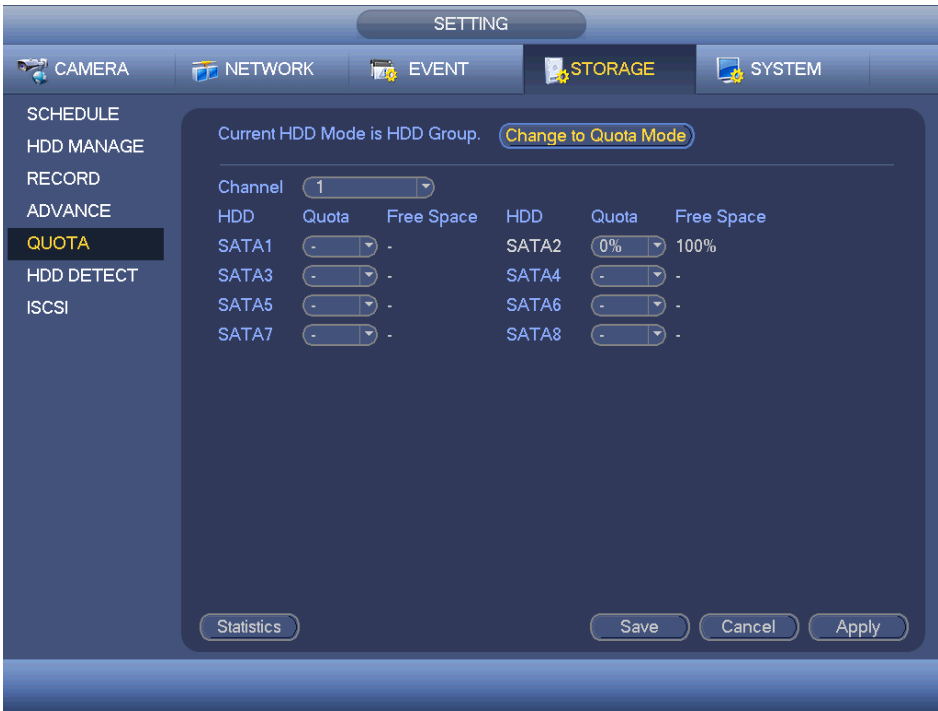 SETTING
CAMERA NETWORK EVENT STORAGE SYSTEM
SCHEDULE
HDD MANAGE
RECORD
ADVANCE
QUOTA
HDD DETECT
ISCSI
Current HDD Mode is HDD Group. Change to Quota Mode
Channel 1
HDD Quota Free Space HDD Quota Free Space
SATA1 - - SATA2 0% 100%
SATA3 - - SATA4 - -
SATA5 - - SATA6 - -
SATA7 - - SATA8 - -
Statistics Save Cancel Apply